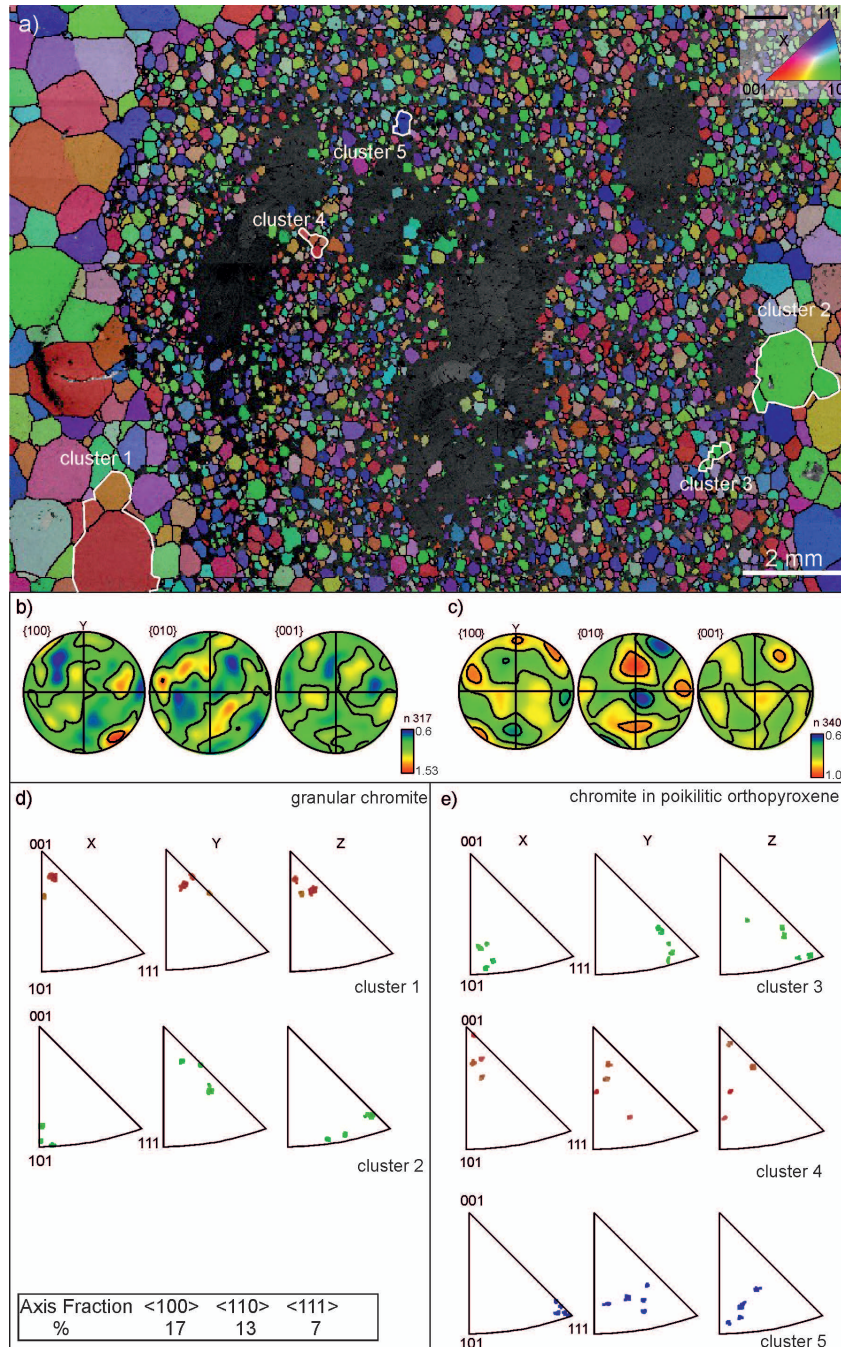 a)
111
X
001
10
cluster 5
cluster 4
cluster 2
cluster 1
cluster 3
2 mm
b)
c)
{100}
Y
{010}
{001}
{100}
Y
{010}
{001}
n 317
0.6
1.53
n 340
0.6
1.0
d)
granular chromite
e)
chromite in poikilitic orthopyroxene
001
X
Y
Z
001
X
Y
Z
101
111
cluster 1
101
111
cluster 3
001
001
101
111
cluster 2
101
111
cluster 4
001
101
111
cluster 5
Axis Fraction <100> <110> <111>
% 17 13 7